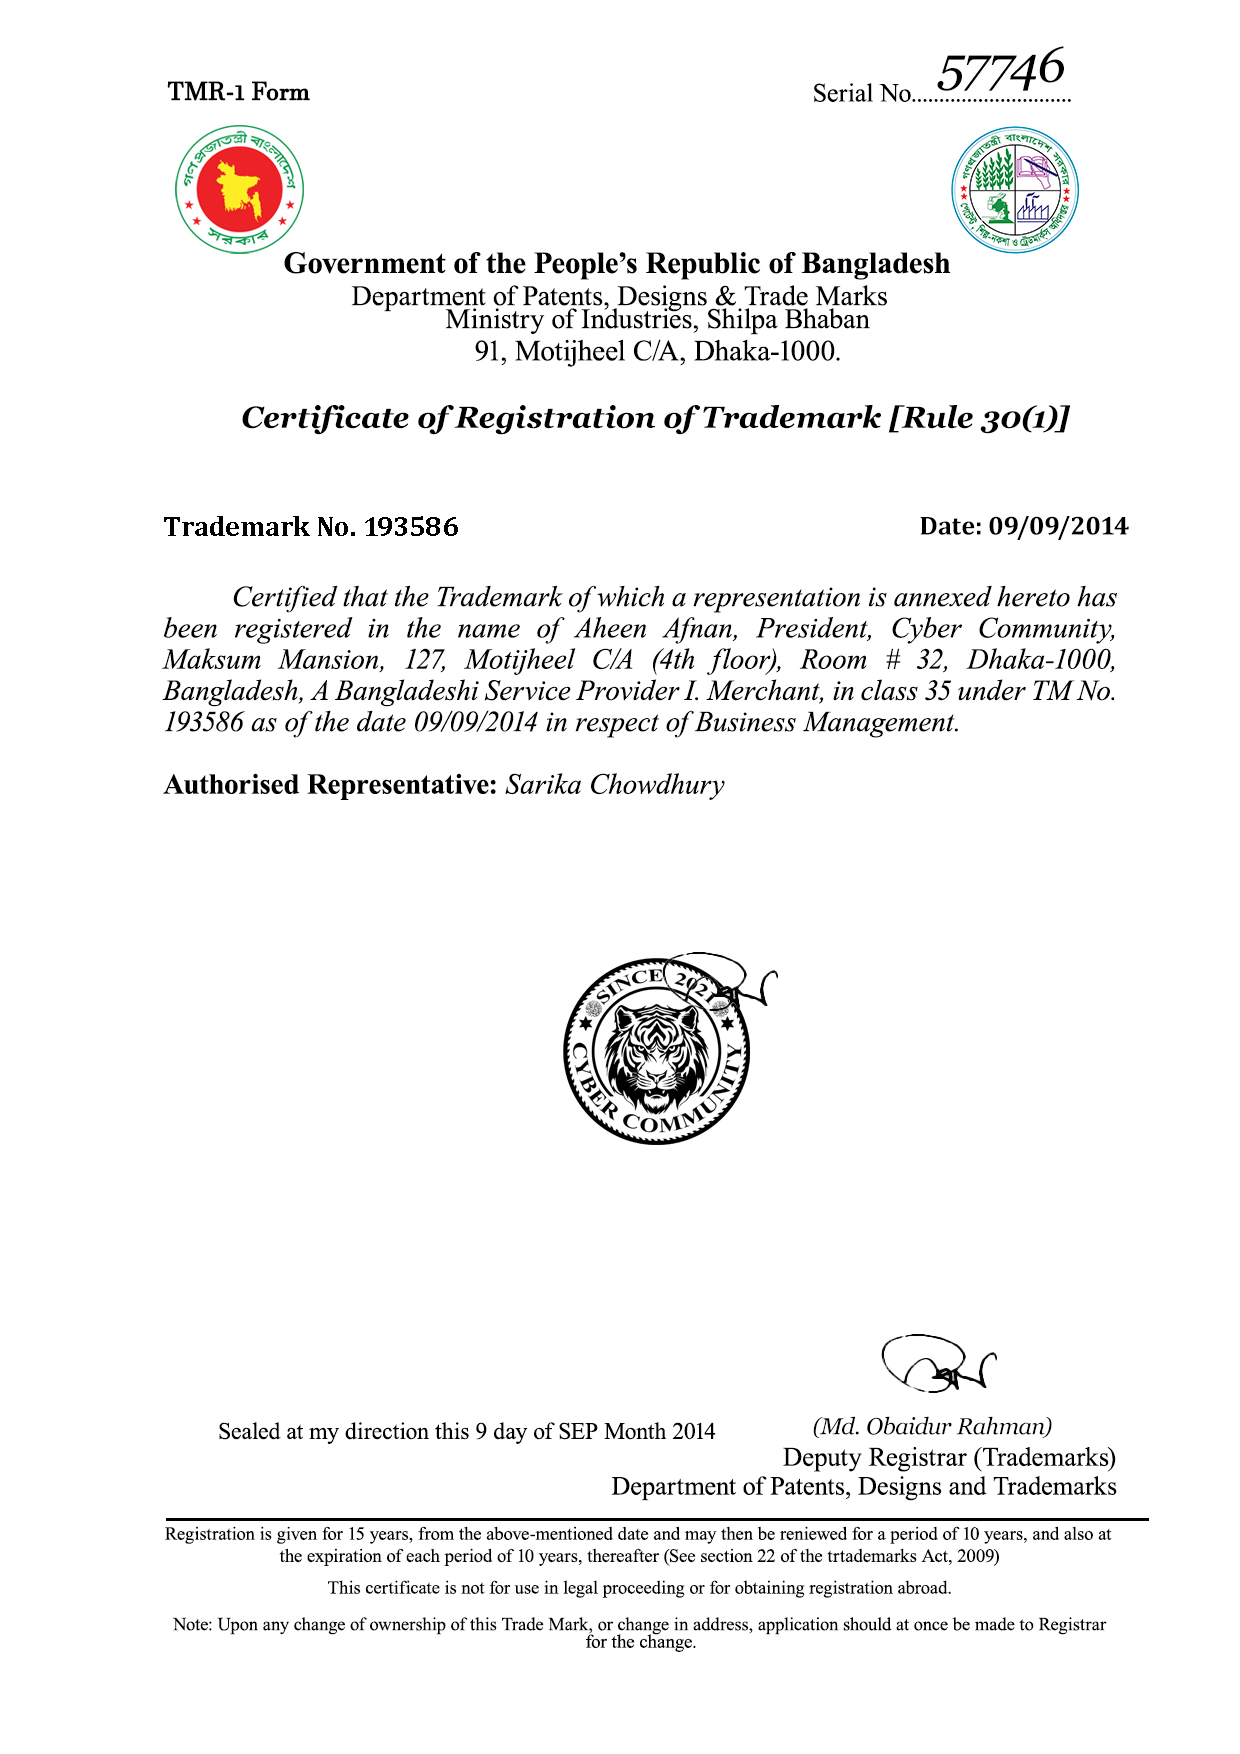 TMR-1 Form
Serial No............................. 57746
গণপ্রজাতন্ত্রী বাংলাদেশ
সরকার
গণপ্রজাতন্ত্রী বাংলাদেশ সরকার
পেটেন্ট, শিল্প-নকশা ও ট্রেডমার্কস অধিদপ্তর
Government of the People’s Republic of Bangladesh
Department of Patents, Designs & Trade Marks
Ministry of Industries, Shilpa Bhaban
91, Motijheel C/A, Dhaka-1000.
Certificate of Registration of Trademark [Rule 30(1)]
Trademark No. 193586
Date: 09/09/2014
Certified that the Trademark of which a representation is annexed hereto has
been registered in the name of Aheen Afnan, President, Cyber Community,
Maksum Mansion, 127, Motijheel C/A (4th floor), Room # 32, Dhaka-1000,
Bangladesh, A Bangladeshi Service Provider I. Merchant, in class 35 under TM No.
193586 as of the date 09/09/2014 in respect of Business Management.
Authorised Representative: Sarika Chowdhury
SINCE 2021
CYBER COMMUNITY
Sealed at my direction this 9 day of SEP Month 2014
(Md. Obaidur Rahman)
Deputy Registrar (Trademarks)
Department of Patents, Designs and Trademarks
Registration is given for 15 years, from the above-mentioned date and may then be reniewed for a period of 10 years, and also at
the expiration of each period of 10 years, thereafter (See section 22 of the trtademarks Act, 2009)
This certificate is not for use in legal proceeding or for obtaining registration abroad.
Note: Upon any change of ownership of this Trade Mark, or change in address, application should at once be made to Registrar
for the change.